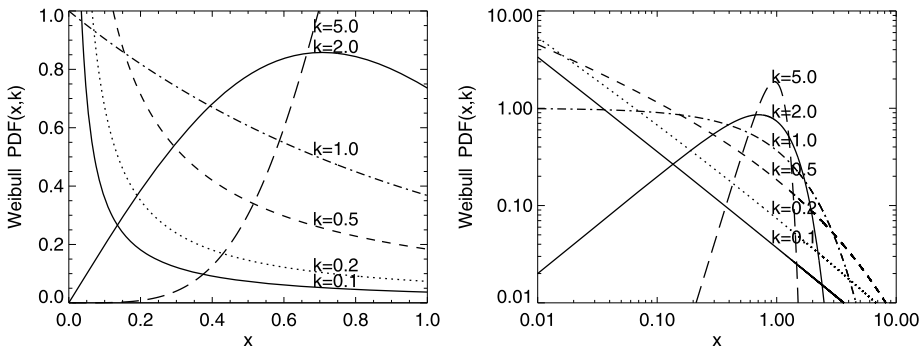 1.0
0.8
0.6
0.4
0.2
0.0
Weibull PDF(x,k)
k=5.0
k=2.0
k=1.0
k=0.5
k=0.2
k=0.1
0.0 0.2 0.4 0.6 0.8 1.0
x
10.00
1.00
0.10
0.01
Weibull PDF(x,k)
k=5.0
k=2.0
k=1.0
k=0.5
k=0.2
k=0.1
0.01 0.10 1.00 10.00
x